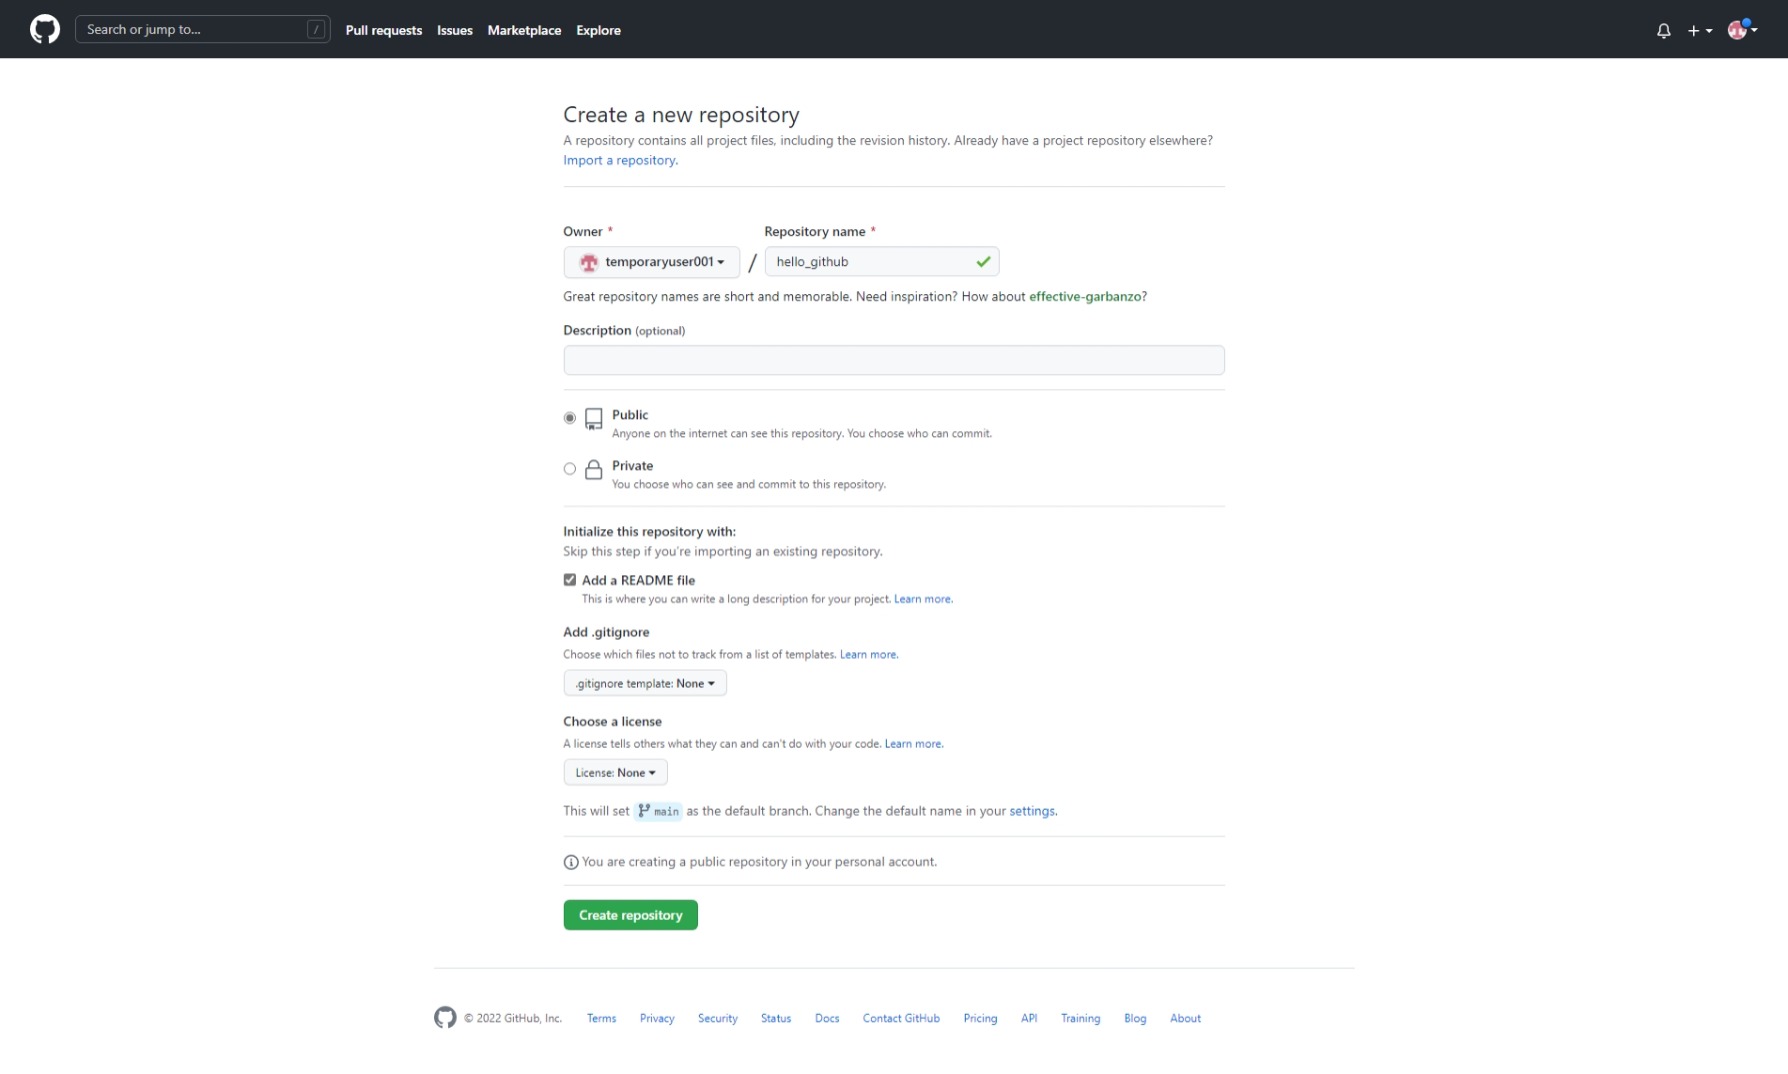 Search or jump to...
/
Pull requests
Issues
Marketplace
Explore
Create a new repository
A repository contains all project files, including the revision history. Already have a project repository elsewhere?
Import a repository.
Owner *
Repository name *
temporaryuser001
/
hello_github
Great repository names are short and memorable. Need inspiration? How about effective-garbanzo?
Description (optional)
Public
Anyone on the internet can see this repository. You choose who can commit.
Private
You choose who can see and commit to this repository.
Initialize this repository with:
Skip this step if you're importing an existing repository.
Add a README file
This is where you can write a long description for your project. Learn more.
Add .gitignore
Choose which files not to track from a list of templates. Learn more.
.gitignore template: None
Choose a license
A license tells others what they can and can't do with your code. Learn more.
License: None
This will set main as the default branch. Change the default name in your settings.
You are creating a public repository in your personal account.
Create repository
© 2022 GitHub, Inc.
Terms
Privacy
Security
Status
Docs
Contact GitHub
Pricing
API
Training
Blog
About